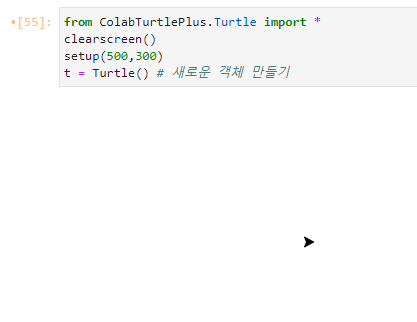 •[55]: from ColabTurtlePlus.Turtle import *
clearscreen()
setup(500,300)
t = Turtle() # 새로운 객체 만들기